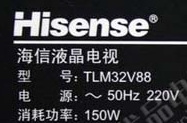 Hisense®
海信液晶电视
型 号： TLM32V88
电 源： ～ 50Hz 220V
消耗功率： 150W